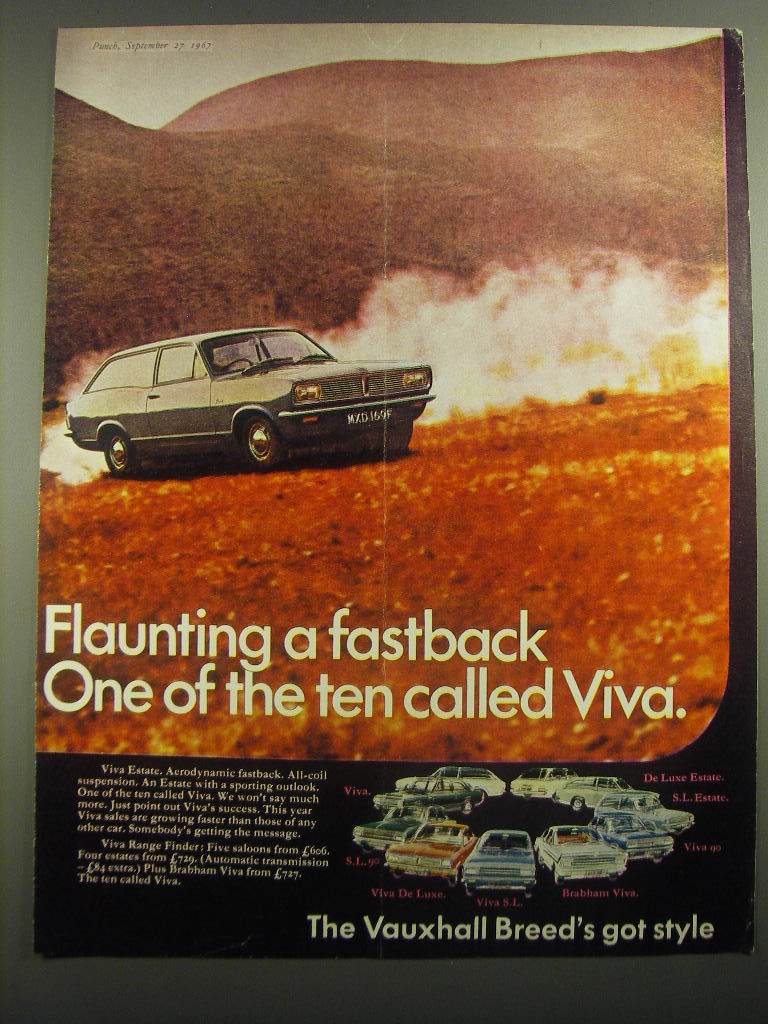 Punch, September 27 1967
MXD 169F
Flaunting a fastback
One of the ten called Viva.
Viva Estate. Aerodynamic fastback. All-coil
suspension. An Estate with a sporting outlook.
One of the ten called Viva. We won't say much
more. Just point out Viva's success. This year
Viva sales are growing faster than those of any
other car. Somebody's getting the message.
Viva Range Finder: Five saloons from £606.
Four estates from £729. (Automatic transmission
—£84 extra.) Plus Brabham Viva from £727.
The ten called Viva.
Viva.
De Luxe Estate.
S.L. Estate.
S.L. 90
Viva 90
Viva De Luxe.
Viva S.L.
Brabham Viva.
The Vauxhall Breed's got style